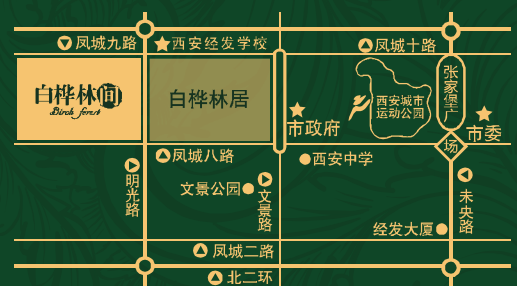 凤城九路
西安经发学校
凤城十路
白桦林间
Birch forest
白桦林居
西安城市
运动公园
张家堡广场
市政府
市委
凤城八路
西安中学
明光路
文景公园
文景路
未央路
经发大厦
凤城二路
北二环